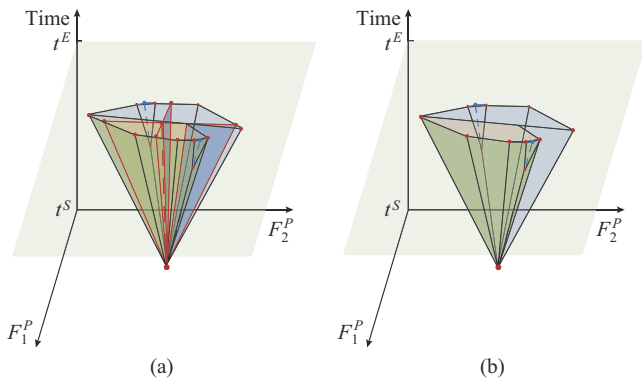 Time
t^E
t^S
F_2^P
F_1^P
(a)
Time
t^E
t^S
F_2^P
F_1^P
(b)